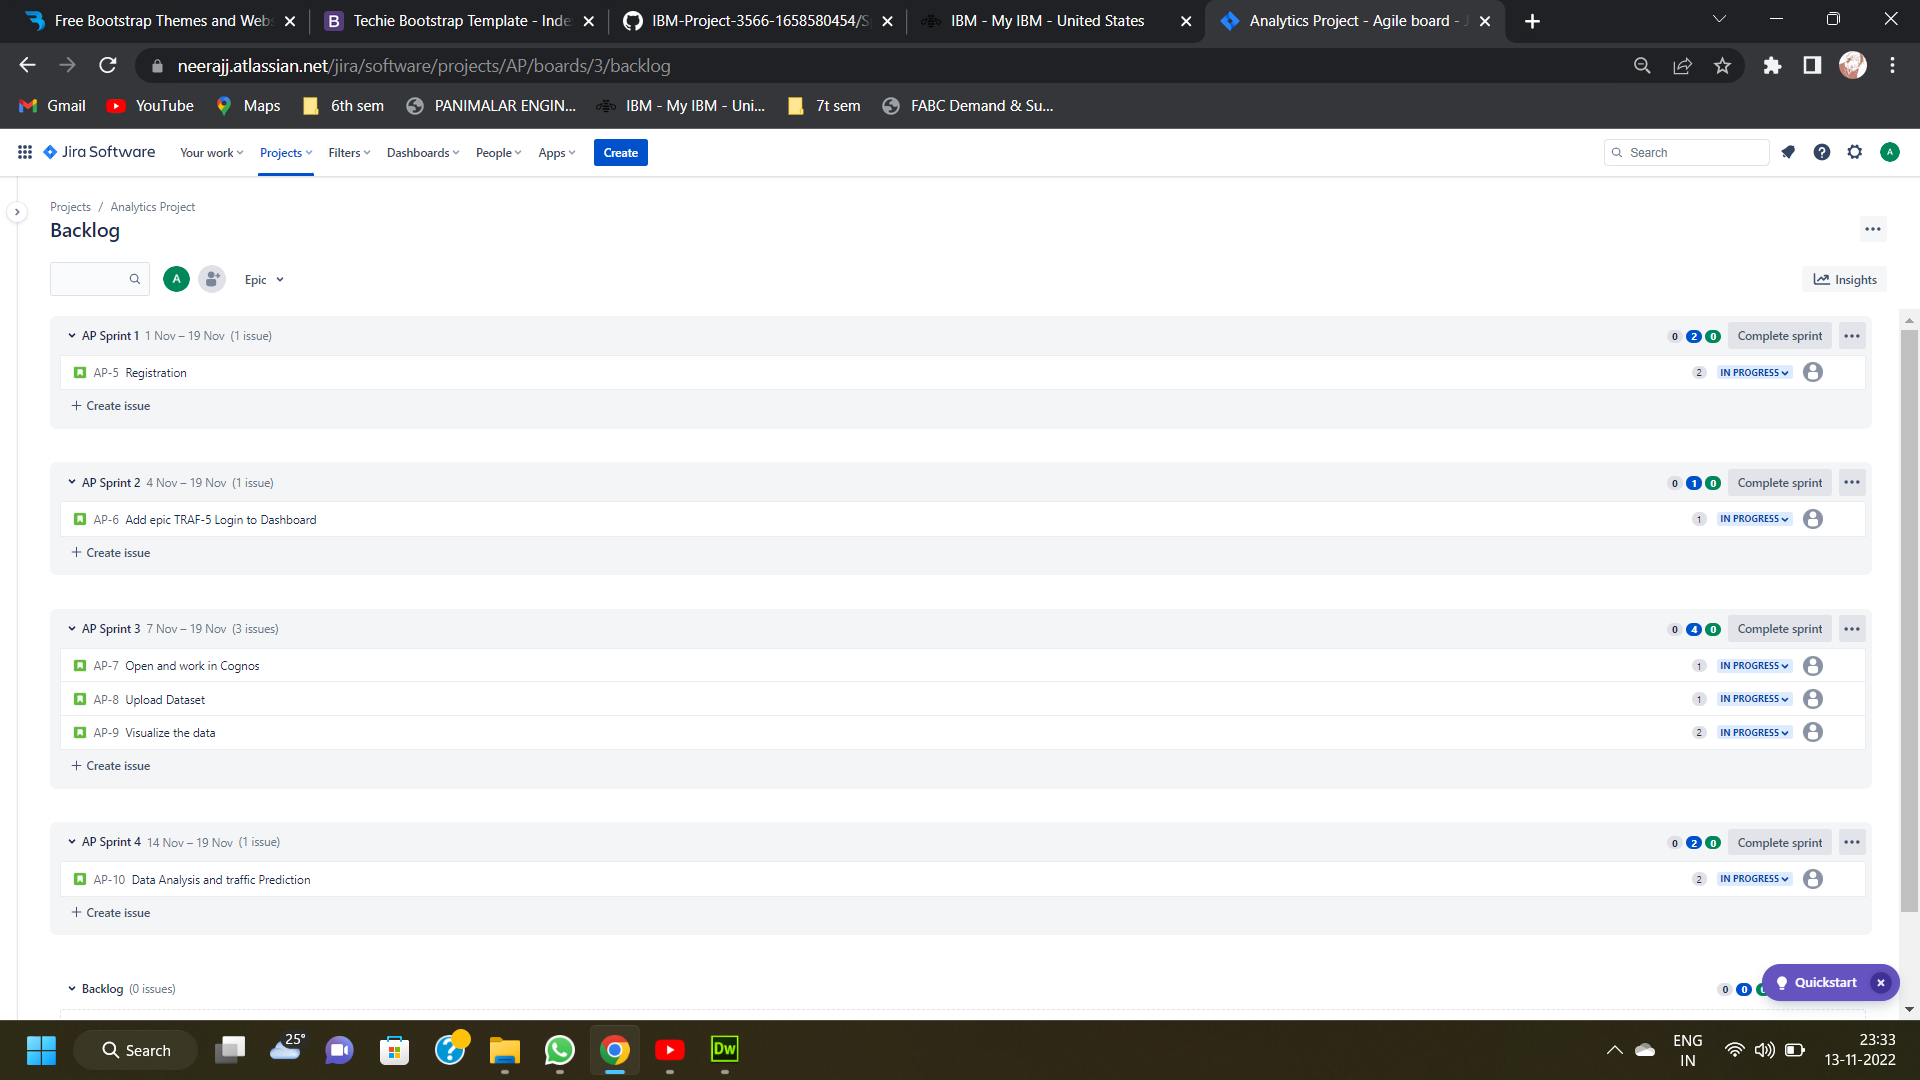 Free Bootstrap Themes and Webs
Techie Bootstrap Template - Inde
IBM-Project-3566-1658580454/S
IBM - My IBM - United States
Analytics Project - Agile board - J
neerajj.atlassian.net/jira/software/projects/AP/boards/3/backlog
Gmail YouTube Maps 6th sem PANIMALAR ENGIN... IBM - My IBM - Uni... 7t sem FABC Demand & Su...
Jira Software Your work Projects Filters Dashboards People Apps Create Search A
Projects / Analytics Project
Backlog
A Epic Insights
AP Sprint 1 1 Nov – 19 Nov (1 issue) 0 2 0 Complete sprint
AP-5 Registration 2 IN PROGRESS
+ Create issue
AP Sprint 2 4 Nov – 19 Nov (1 issue) 0 1 0 Complete sprint
AP-6 Add epic TRAF-5 Login to Dashboard 1 IN PROGRESS
+ Create issue
AP Sprint 3 7 Nov – 19 Nov (3 issues) 0 4 0 Complete sprint
AP-7 Open and work in Cognos 1 IN PROGRESS
AP-8 Upload Dataset 1 IN PROGRESS
AP-9 Visualize the data 2 IN PROGRESS
+ Create issue
AP Sprint 4 14 Nov – 19 Nov (1 issue) 0 2 0 Complete sprint
AP-10 Data Analysis and traffic Prediction 2 IN PROGRESS
+ Create issue
Backlog (0 issues) 0 0 Quickstart
Search 25° Dw ENG 23:33
IN 13-11-2022